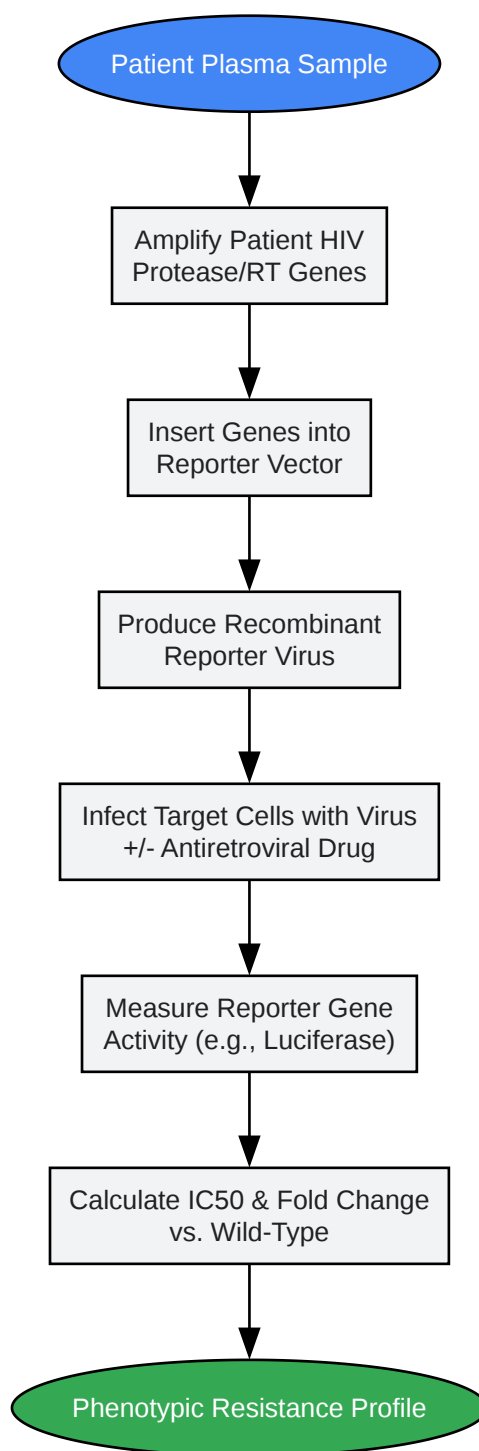 Patient Plasma Sample
Amplify Patient HIV
Protease/RT Genes
Insert Genes into
Reporter Vector
Produce Recombinant
Reporter Virus
Infect Target Cells with Virus
+/- Antiretroviral Drug
Measure Reporter Gene
Activity (e.g., Luciferase)
Calculate IC50 & Fold Change
vs. Wild-Type
Phenotypic Resistance Profile